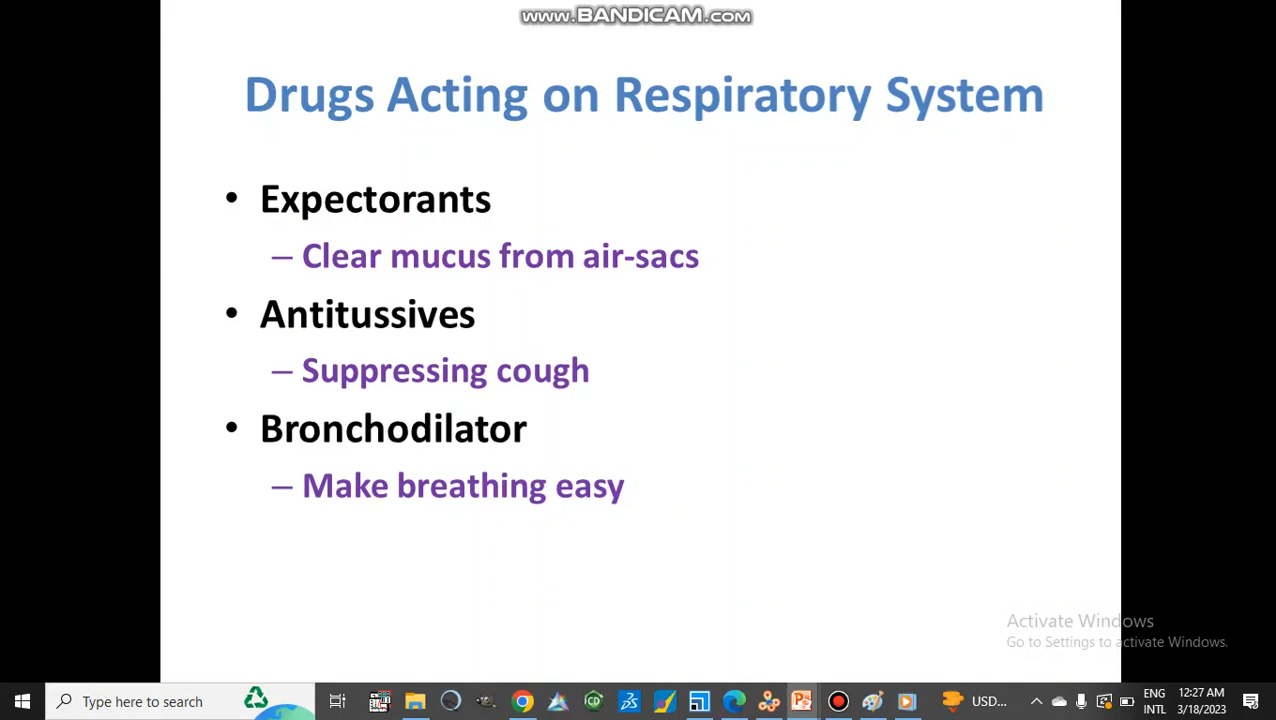 www.BANDICAM.com
Drugs Acting on Respiratory System
• Expectorants
– Clear mucus from air-sacs
• Antitussives
– Suppressing cough
• Bronchodilator
– Make breathing easy
Activate Windows
Go to Settings to activate Windows.
Type here to search
USD...
ENG
INTL
12:27 AM
3/18/2023